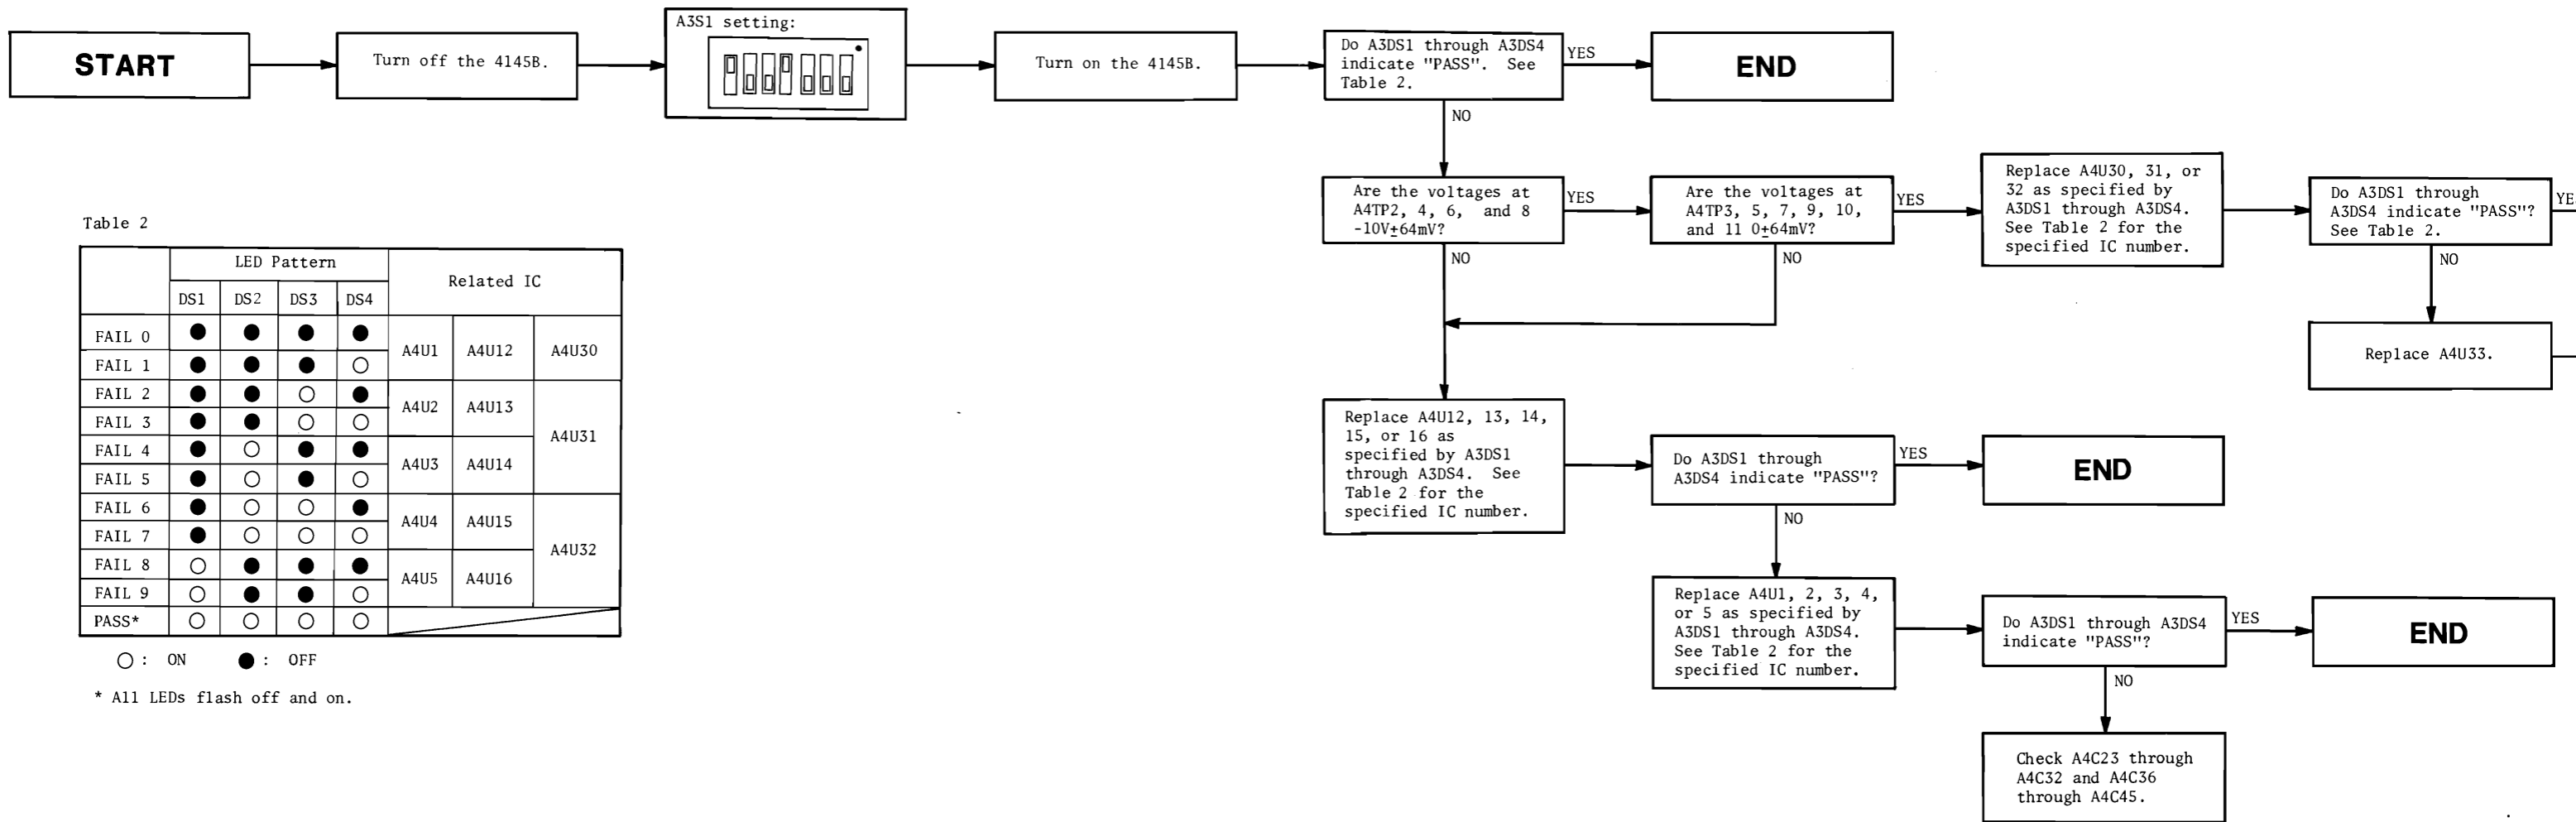 START
Turn off the 4145B.
A3S1 setting:
Turn on the 4145B.
Do A3DS1 through A3DS4
indicate "PASS". See
Table 2.
YES
END
NO
Are the voltages at
A4TP2, 4, 6, and 8
-10V±64mV?
YES
NO
Are the voltages at
A4TP3, 5, 7, 9, 10,
and 11 0±64mV?
YES
NO
Replace A4U30, 31, or
32 as specified by
A3DS1 through A3DS4.
See Table 2 for the
specified IC number.
Do A3DS1 through
A3DS4 indicate "PASS"?
See Table 2.
YE
NO
Replace A4U33.
Replace A4U12, 13, 14,
15, or 16 as
specified by A3DS1
through A3DS4. See
Table 2 for the
specified IC number.
Do A3DS1 through
A3DS4 indicate "PASS"?
YES
END
NO
Replace A4U1, 2, 3, 4,
or 5 as specified by
A3DS1 through A3DS4.
See Table 2 for the
specified IC number.
Do A3DS1 through A3DS4
indicate "PASS"?
YES
END
NO
Check A4C23 through
A4C32 and A4C36
through A4C45.
Table 2
LED Pattern Related IC
DS1 DS2 DS3 DS4
FAIL 0 ● ● ● ● A4U1 A4U12 A4U30
FAIL 1 ● ● ● ○
FAIL 2 ● ● ○ ● A4U2 A4U13 A4U31
FAIL 3 ● ● ○ ○
FAIL 4 ● ○ ● ● A4U3 A4U14
FAIL 5 ● ○ ● ○
FAIL 6 ● ○ ○ ● A4U4 A4U15 A4U32
FAIL 7 ● ○ ○ ○
FAIL 8 ○ ● ● ● A4U5 A4U16
FAIL 9 ○ ● ● ○
PASS* ○ ○ ○ ○
○ : ON ● : OFF
* All LEDs flash off and on.